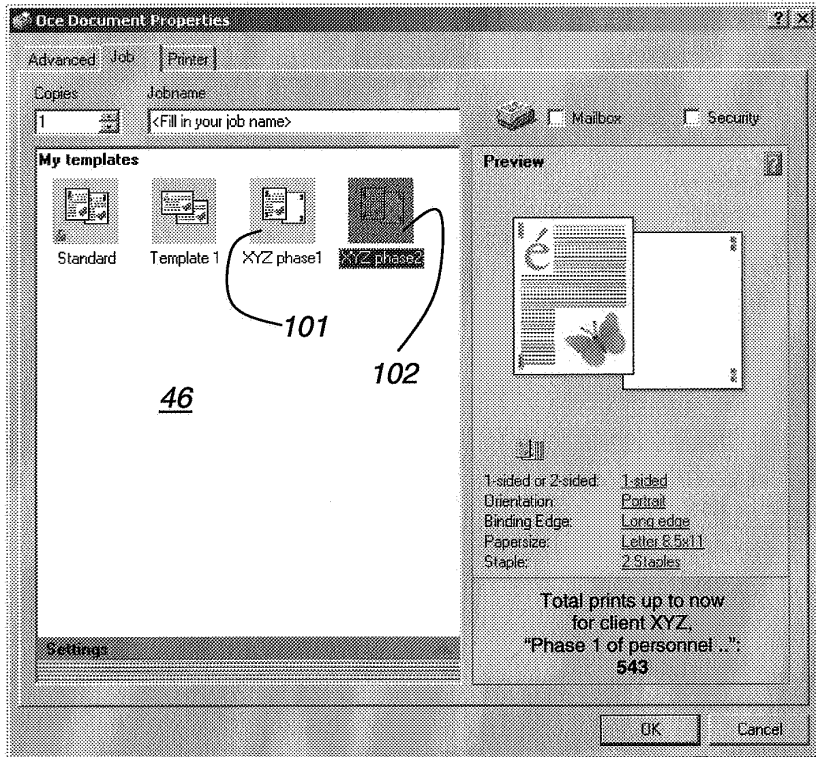 Oce Document Properties
Advanced Job Printer
Copies Jobname
1 <Fill in your job name> Mailbox Security
My templates
Standard Template 1 XYZ phase1 XYZ phase2
101
102
46
Settings
Preview
é
1-sided or 2-sided: 1-sided
Orientation: Portrait
Binding Edge: Long edge
Papersize: Letter 8.5x11
Staple: 2 Staples
Total prints up to now
for client XYZ,
"Phase 1 of personnel ..":
543
OK Cancel